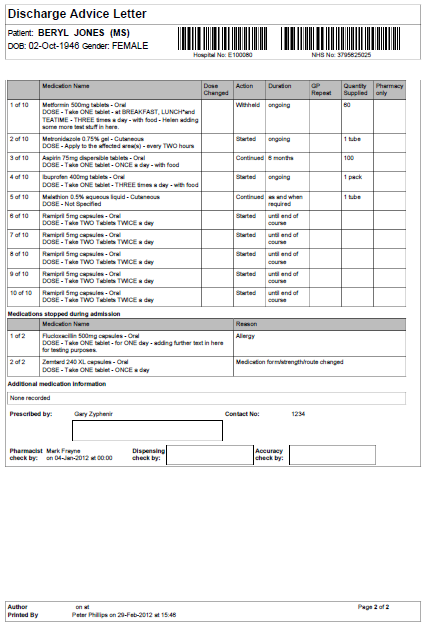 Discharge Advice Letter
Patient: BERYL JONES (MS)
DOB: 02-Oct-1946 Gender: FEMALE
Hospital No: E100080 NHS No: 3795625025
Medication Name Dose Changed Action Duration GP Repeat Quantity Supplied Pharmacy only
1 of 10 Metformin 500mg tablets - Oral Withheld ongoing 60
DOSE - Take ONE tablet - at BREAKFAST, LUNCH*and
TEATIME - THREE times a day - with food - Helen adding
some more test stuff in here.
2 of 10 Metronidazole 0.75% gel - Cutaneous Started ongoing 1 tube
DOSE - Apply to the affected area(s) - every TWO hours
3 of 10 Aspirin 75mg dispersible tablets - Oral Continued 6 months 100
DOSE - Take ONE tablet - ONCE a day - with food
4 of 10 Ibuprofen 400mg tablets - Oral Started ongoing 1 pack
DOSE - Take ONE tablet - THREE times a day - with food
5 of 10 Malathion 0.5% aqueous liquid - Cutaneous Continued as and when 1 tube
DOSE - Not Specified required
6 of 10 Ramipril 5mg capsules - Oral Started until end of
DOSE - Take TWO Tablets TWICE a day course
7 of 10 Ramipril 5mg capsules - Oral Started until end of
DOSE - Take TWO Tablets TWICE a day course
8 of 10 Ramipril 5mg capsules - Oral Started until end of
DOSE - Take TWO Tablets TWICE a day course
9 of 10 Ramipril 5mg capsules - Oral Started until end of
DOSE - Take TWO Tablets TWICE a day course
10 of 10 Ramipril 5mg capsules - Oral Started until end of
DOSE - Take TWO Tablets TWICE a day course
Medications stopped during admission
Medication Name Reason
1 of 2 Flucloxacillin 500mg capsules - Oral Allergy
DOSE - Take ONE tablet - for ONE day - adding further text in here
for testing purposes.
2 of 2 Zemtard 240 XL capsules - Oral Medication form/strength/route changed
DOSE - Take ONE tablet - ONCE a day
Additional medication information
None recorded
Prescribed by: Gary Zyphenir Contact No: 1234
Pharmacist Mark Frayne Dispensing Accuracy
check by: on 04-Jan-2012 at 00:00 check by: check by:
Author on at Page 2 of 2
Printed By Peter Phillips on 29-Feb-2012 at 15:46